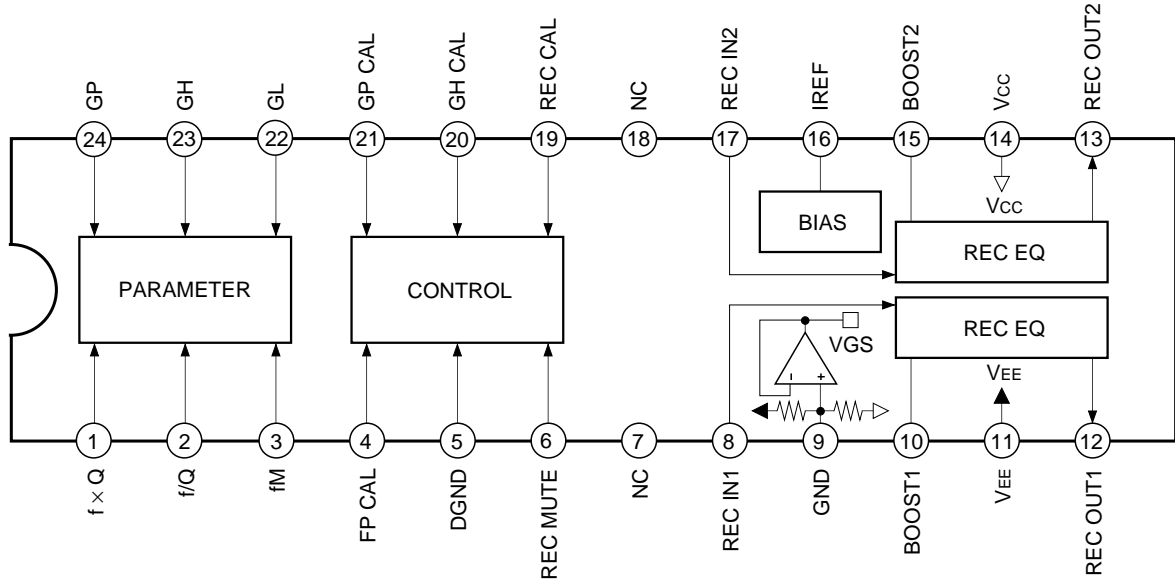 GP
GH
GL
GP CAL
GH CAL
REC CAL
NC
REC IN2
IREF
BOOST2
VCC
REC OUT2
24
23
22
21
20
19
18
17
16
15
14
13
VCC
BIAS
REC EQ
PARAMETER
CONTROL
REC EQ
VGS
VEE
1
2
3
4
5
6
7
8
9
10
11
12
f × Q
f/Q
fM
FP CAL
DGND
REC MUTE
NC
REC IN1
GND
BOOST1
VEE
REC OUT1